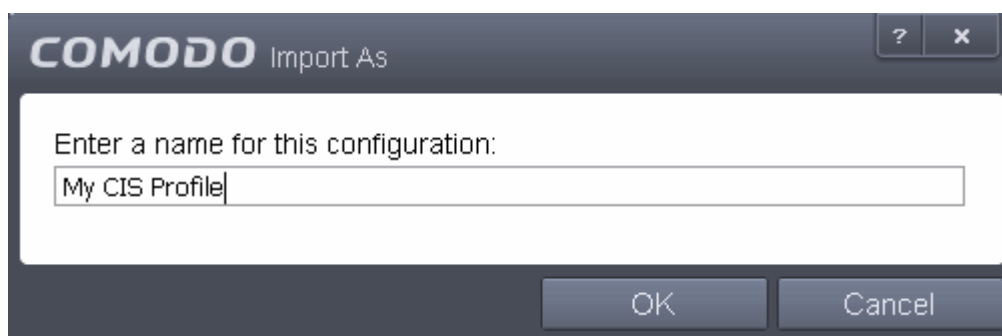 COMODO Import As
? x
Enter a name for this configuration:
My CIS Profile
OK Cancel